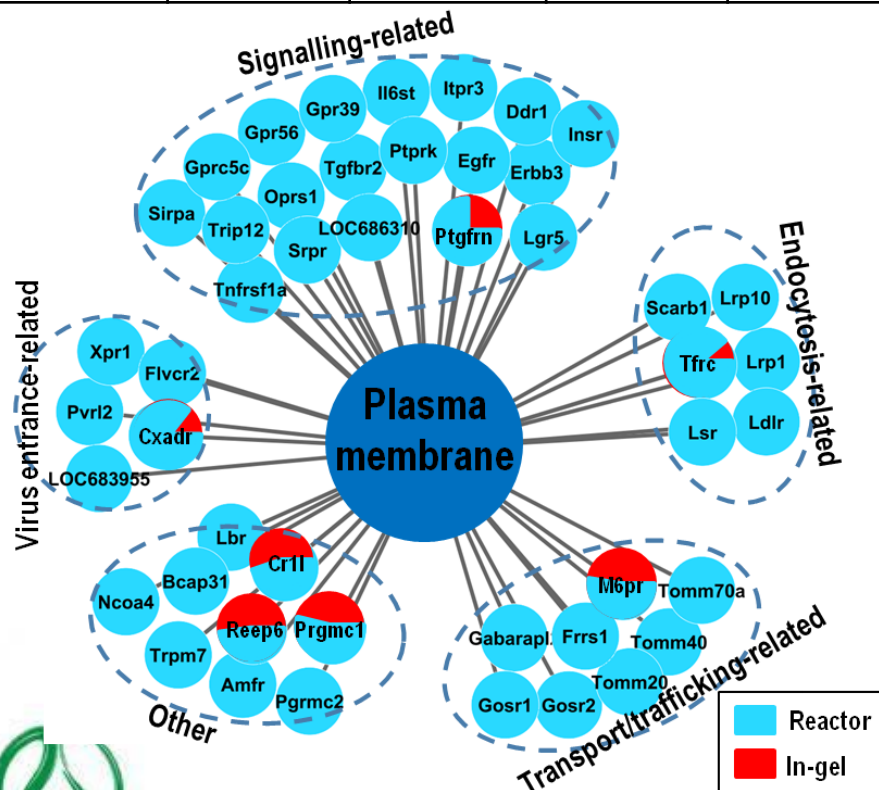 Signalling-related
Il6st
Itpr3
Gpr39
Ddr1
Gpr56
Insr
Ptprk
Egfr
Gprc5c
Tgfbr2
Erbb3
Oprs1
Sirpa
Trip12
LOC686310
Ptgfrn
Lgr5
Srpr
Tnfrsf1a
Endocytosis-related
Scarb1
Lrp10
Tfrc
Lrp1
Lsr
Ldlr
Virus entrance-related
Xpr1
Flvcr2
Pvrl2
Cxadr
LOC683955
Plasma
membrane
Lbr
Cr1l
Bcap31
Ncoa4
Reep6
Prgmc1
Trpm7
Amfr
Pgrmc2
Other
M6pr
Tomm70a
Gabarapl
Frrs1
Tomm40
Tomm20
Gosr1
Gosr2
Transport/trafficking-related
Reactor
In-gel